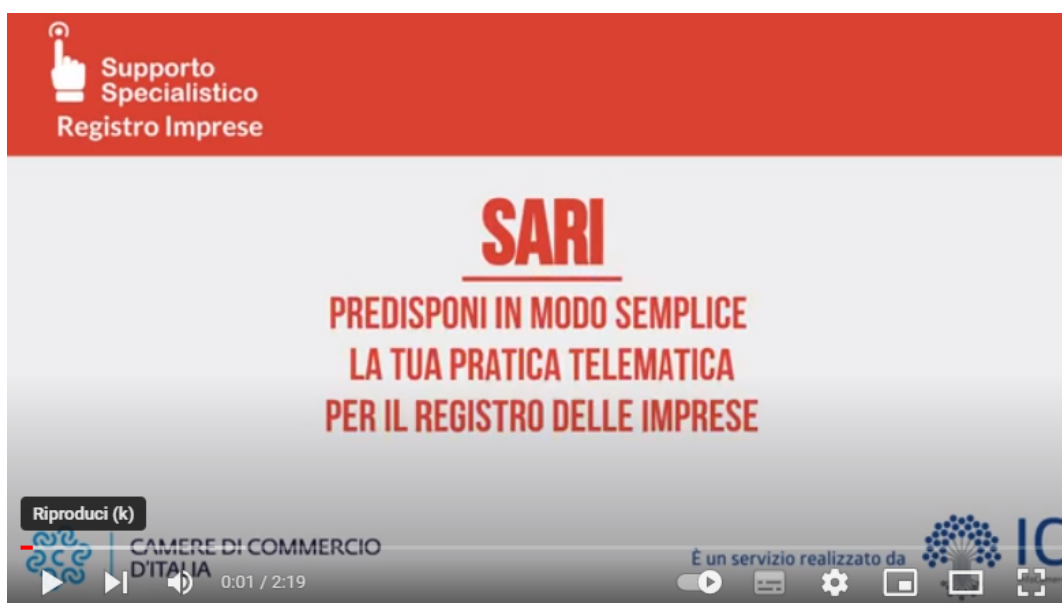 Supporto
Specialistico
Registro Imprese
SARI
PREDISPONI IN MODO SEMPLICE
LA TUA PRATICA TELEMATICA
PER IL REGISTRO DELLE IMPRESE
Riproduci (k)
CAMERE DI COMMERCIO
D'ITALIA
È un servizio realizzato da
IC
0:01 / 2:19